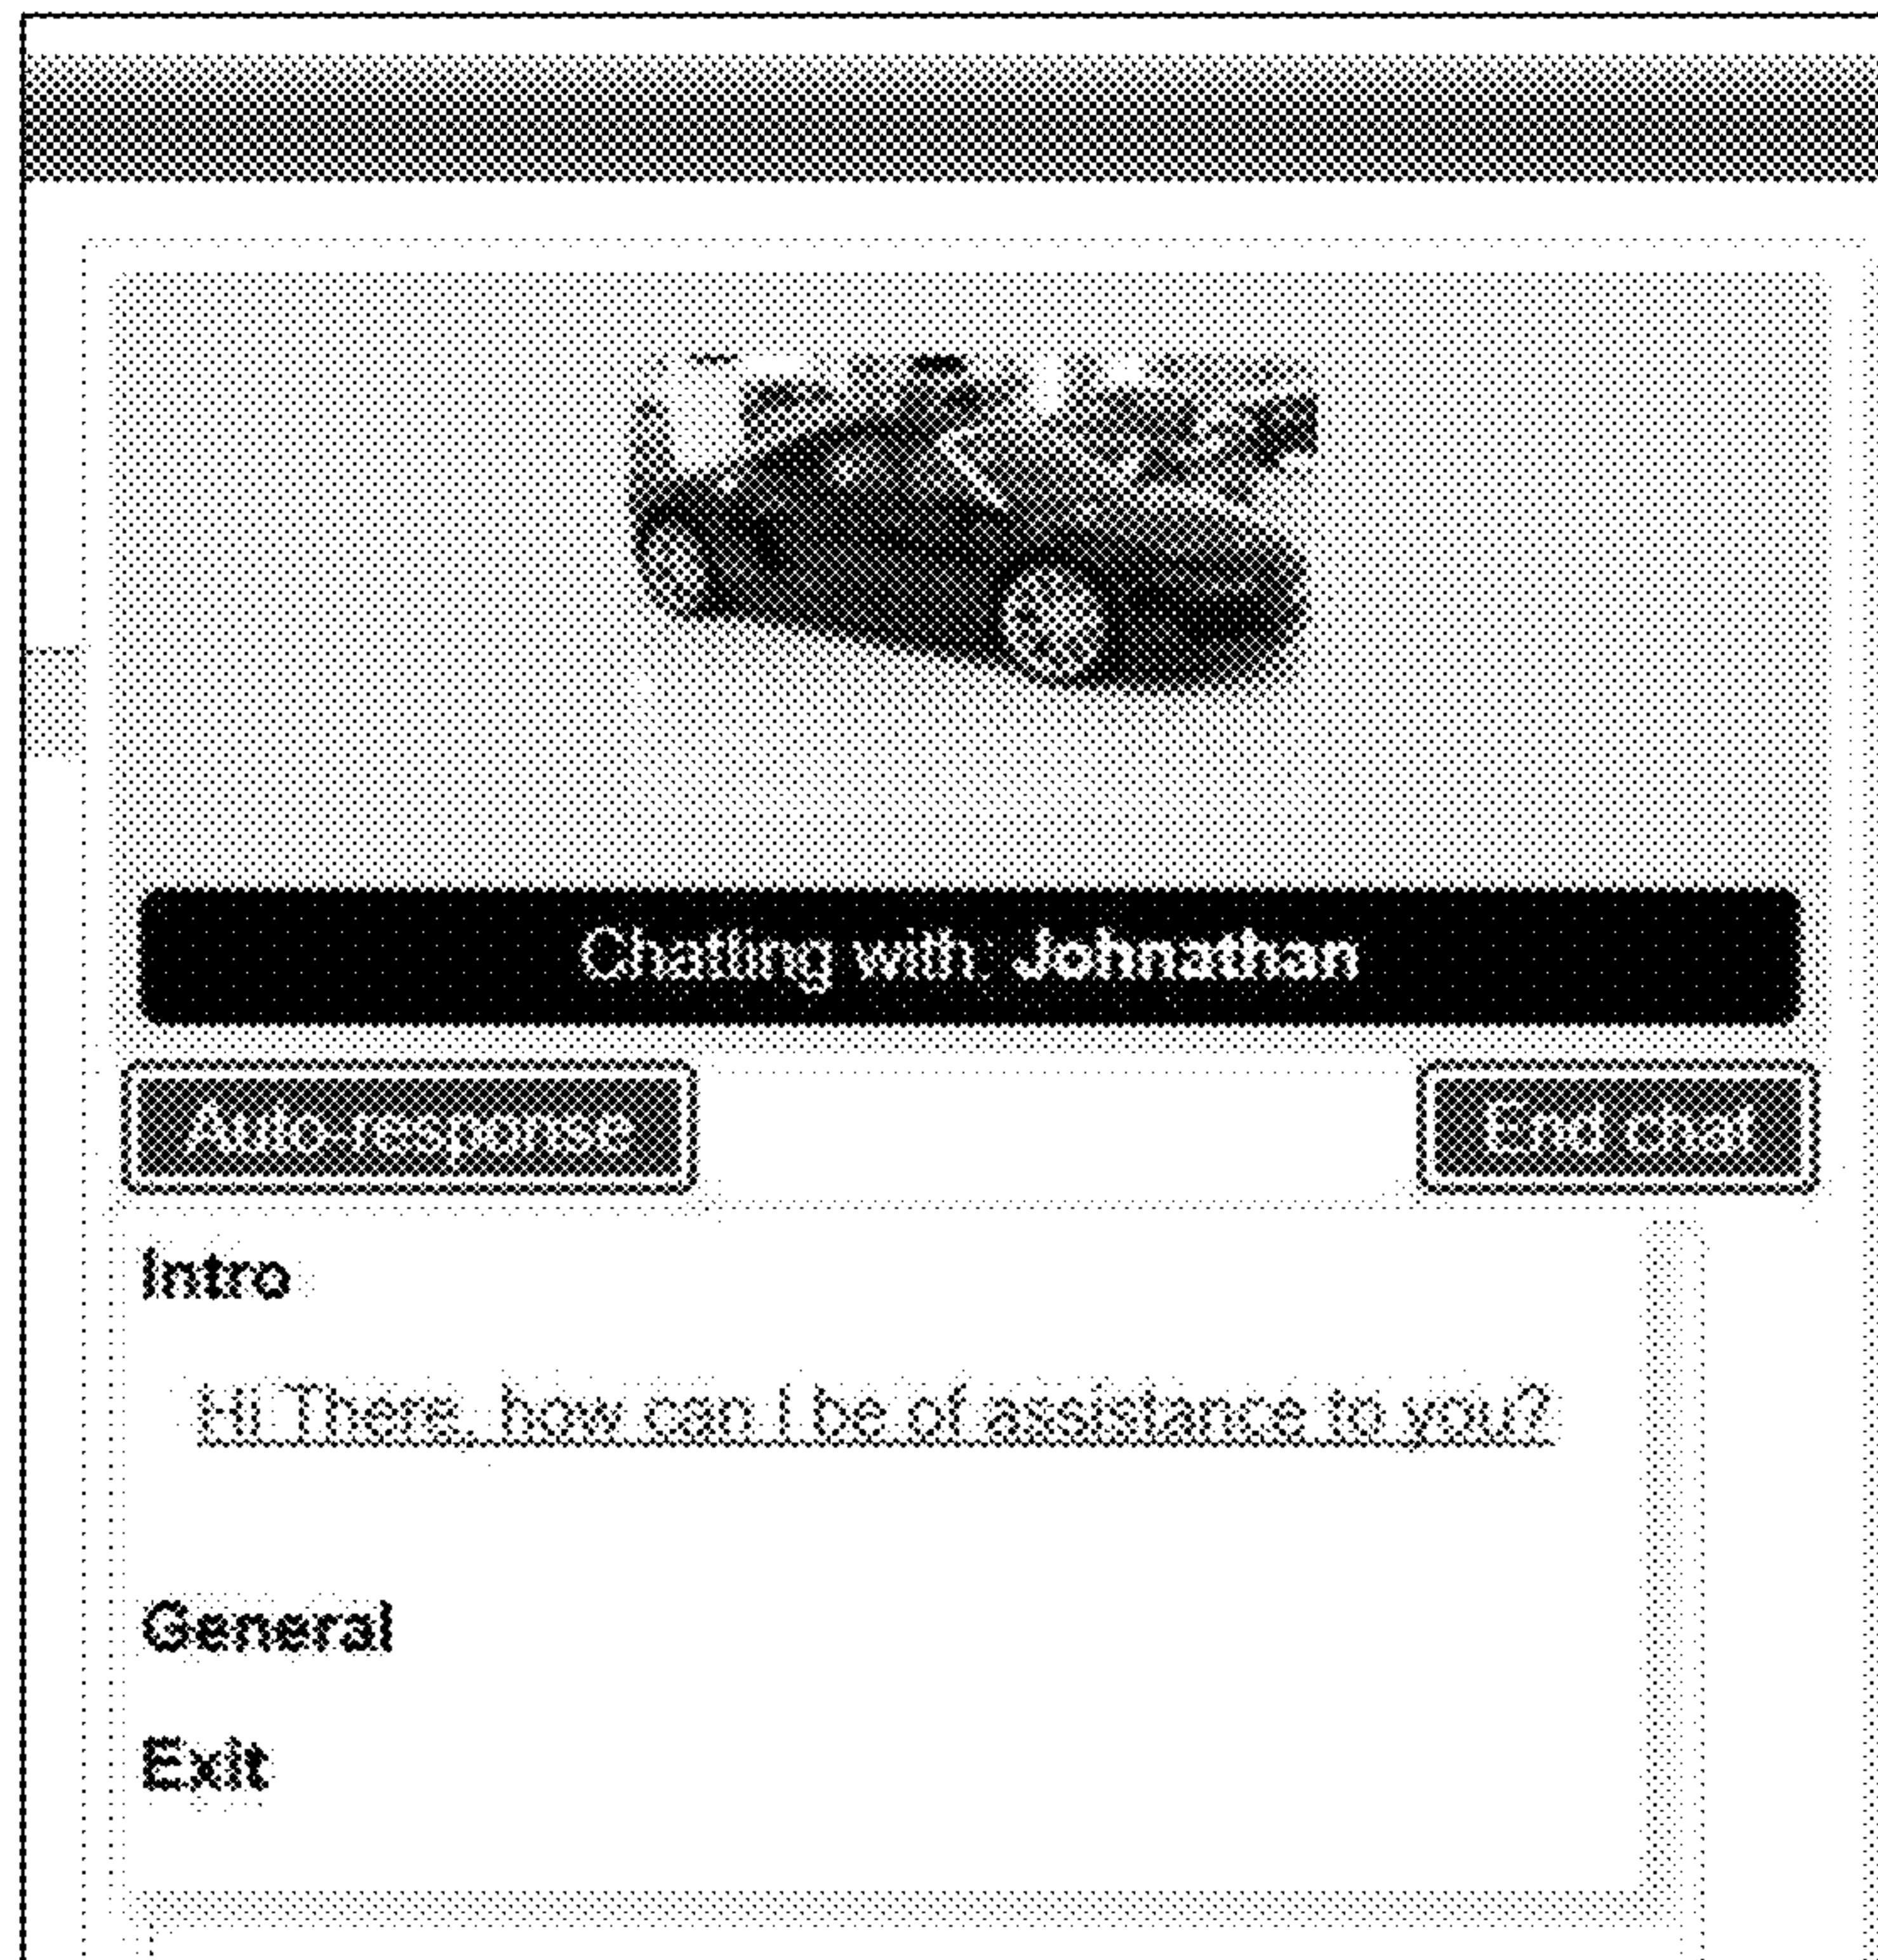 Chatting with: Johnathan
Auto-response
End chat
Intro
Hi There, how can I be of assistance to you?
General
Exit